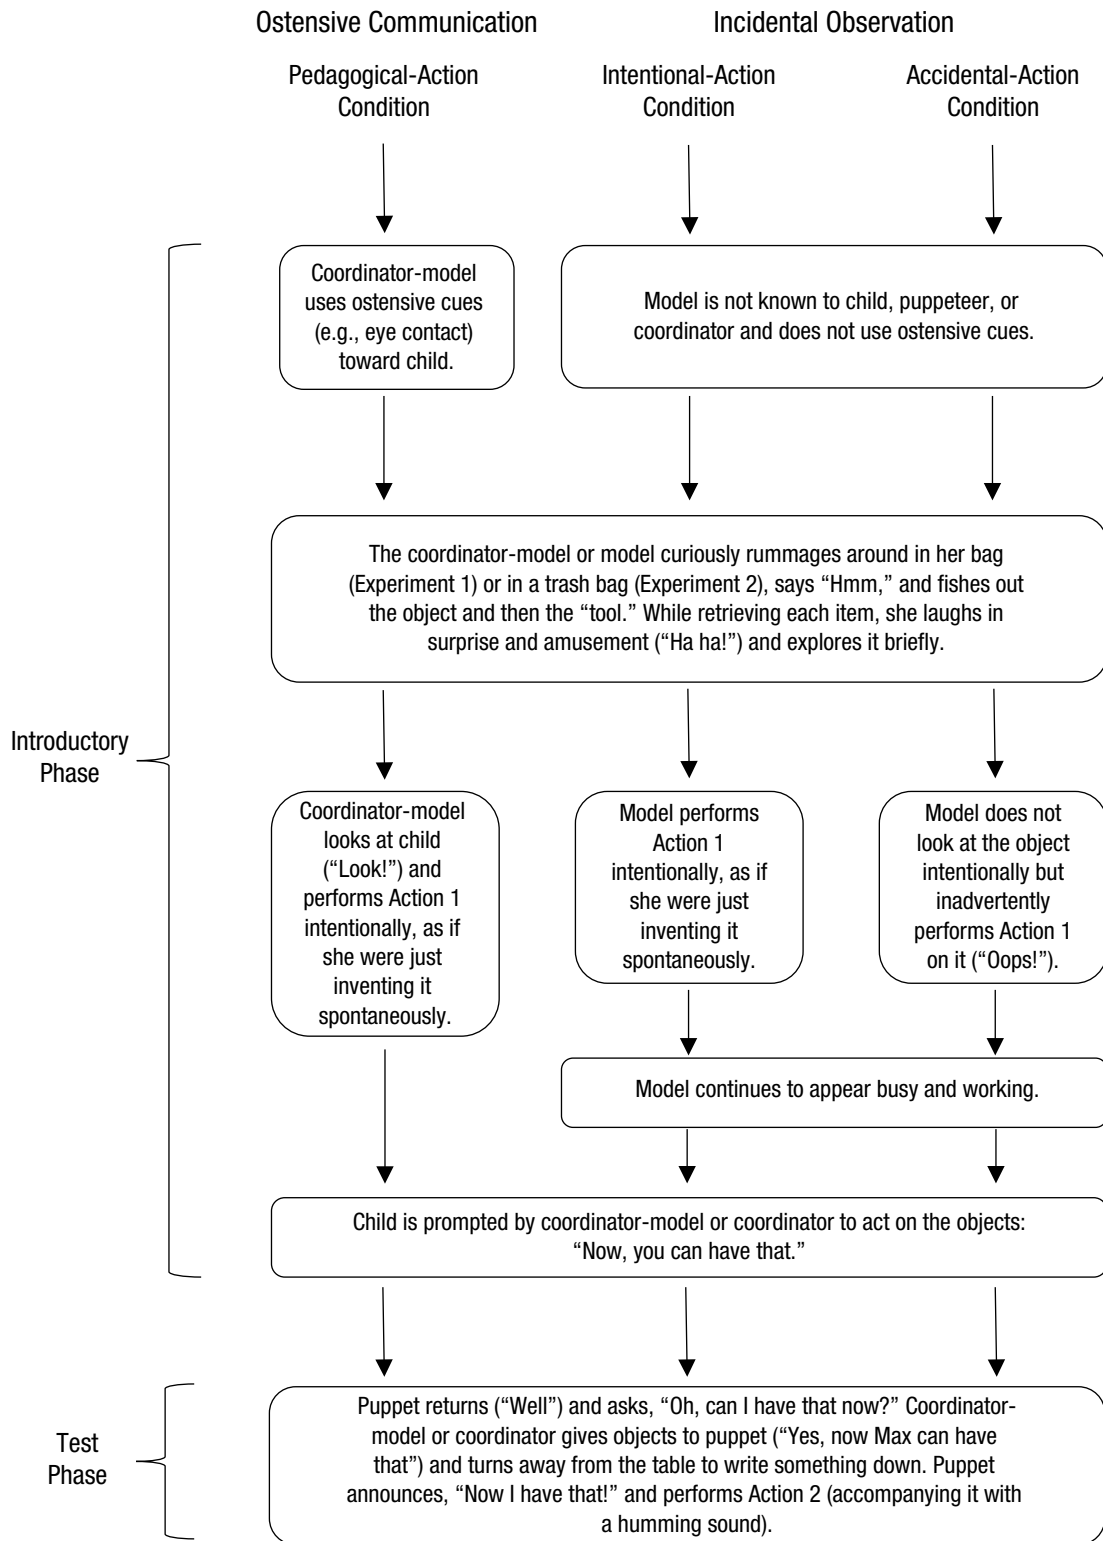 Ostensive Communication
Incidental Observation
Pedagogical-Action
Condition
Intentional-Action
Condition
Accidental-Action
Condition
Coordinator-model
uses ostensive cues
(e.g., eye contact)
toward child.
Model is not known to child, puppeteer, or
coordinator and does not use ostensive cues.
The coordinator-model or model curiously rummages around in her bag
(Experiment 1) or in a trash bag (Experiment 2), says “Hmm,” and fishes out
the object and then the “tool.” While retrieving each item, she laughs in
surprise and amusement (“Ha ha!”) and explores it briefly.
Introductory
Phase
Coordinator-model
looks at child
(“Look!”) and
performs Action 1
intentionally, as if
she were just
inventing it
spontaneously.
Model performs
Action 1
intentionally, as if
she were just
inventing it
spontaneously.
Model does not
look at the object
intentionally but
inadvertently
performs Action 1
on it (“Oops!”).
Model continues to appear busy and working.
Child is prompted by coordinator-model or coordinator to act on the objects:
“Now, you can have that.”
Test
Phase
Puppet returns (“Well”) and asks, “Oh, can I have that now?” Coordinator-
model or coordinator gives objects to puppet (“Yes, now Max can have
that”) and turns away from the table to write something down. Puppet
announces, “Now I have that!” and performs Action 2 (accompanying it with
a humming sound).